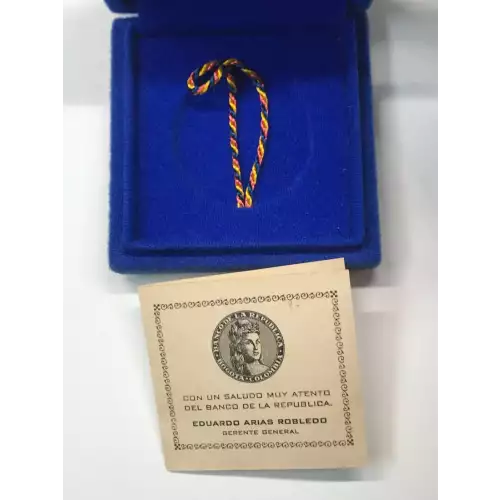 BANCO DE LA REPUBLICA
BOGOTA - COLOMBIA
CON UN SALUDO MUY ATENTO
DEL BANCO DE LA REPUBLICA.
EDUARDO ARIAS ROBLEDO
GERENTE GENERAL